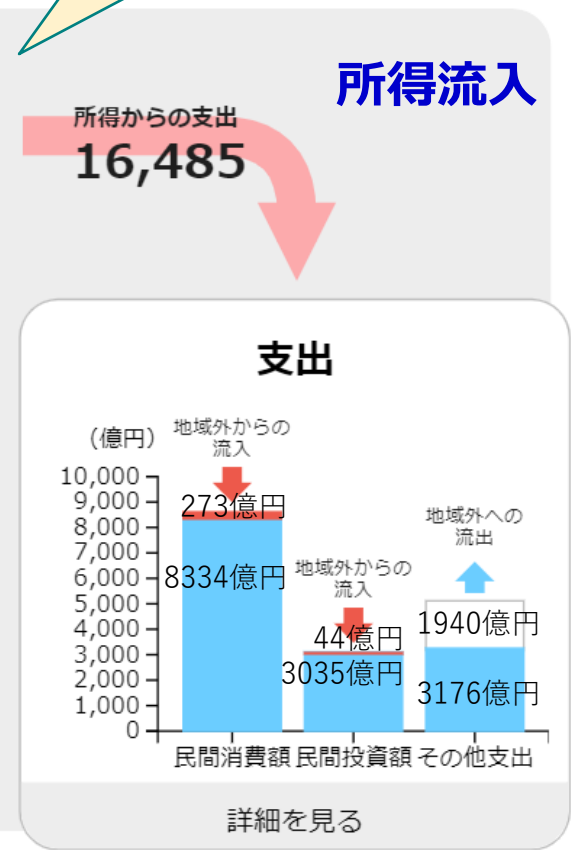 所得流入
所得からの支出
16,485
支出
（億円）
地域外からの
流入
10,000
9,000
8,000
7,000
6,000
5,000
4,000
3,000
2,000
1,000
0
273億円
8334億円
地域外からの
流入
44億円
3035億円
地域外への
流出
1940億円
3176億円
民間消費額 民間投資額 その他支出
詳細を見る